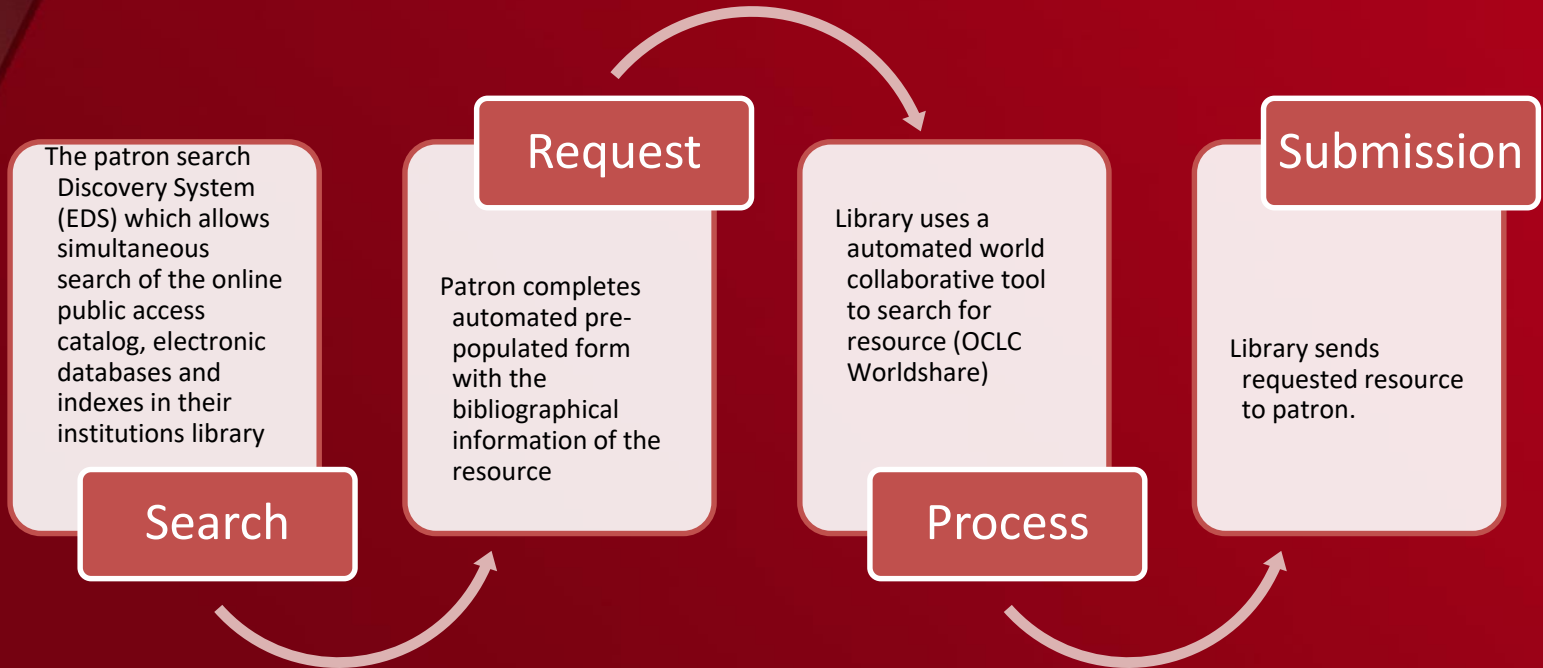 The patron search
Discovery System
(EDS) which allows
simultaneous
search of the online
public access
catalog, electronic
databases and
indexes in their
institutions library
Search
Request
Patron completes
automated pre-
populated form
with the
bibliographical
information of the
resource
Library uses a
automated world
collaborative tool
to search for
resource (OCLC
Worldshare)
Process
Submission
Library sends
requested resource
to patron.